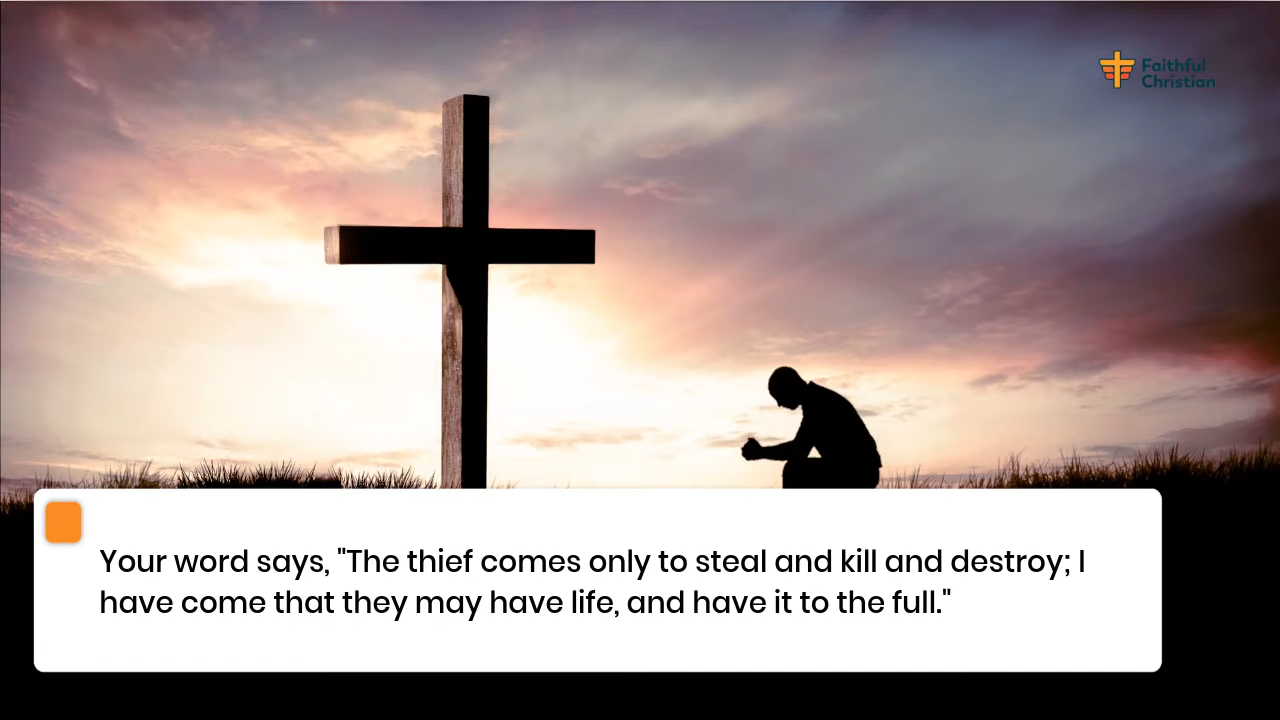 Faithful
Christian
Your word says, "The thief comes only to steal and kill and destroy; I
have come that they may have life, and have it to the full."